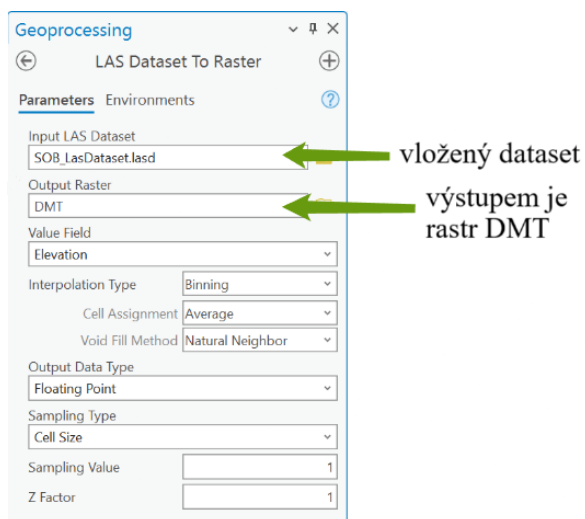 Geoprocessing
LAS Dataset To Raster
Parameters Environments
Input LAS Dataset
SOB_LasDataset.lasd
vložený dataset
Output Raster
DMT
výstupem je
rastr DMT
Value Field
Elevation
Interpolation Type Binning
Cell Assignment Average
Void Fill Method Natural Neighbor
Output Data Type
Floating Point
Sampling Type
Cell Size
Sampling Value 1
Z Factor 1